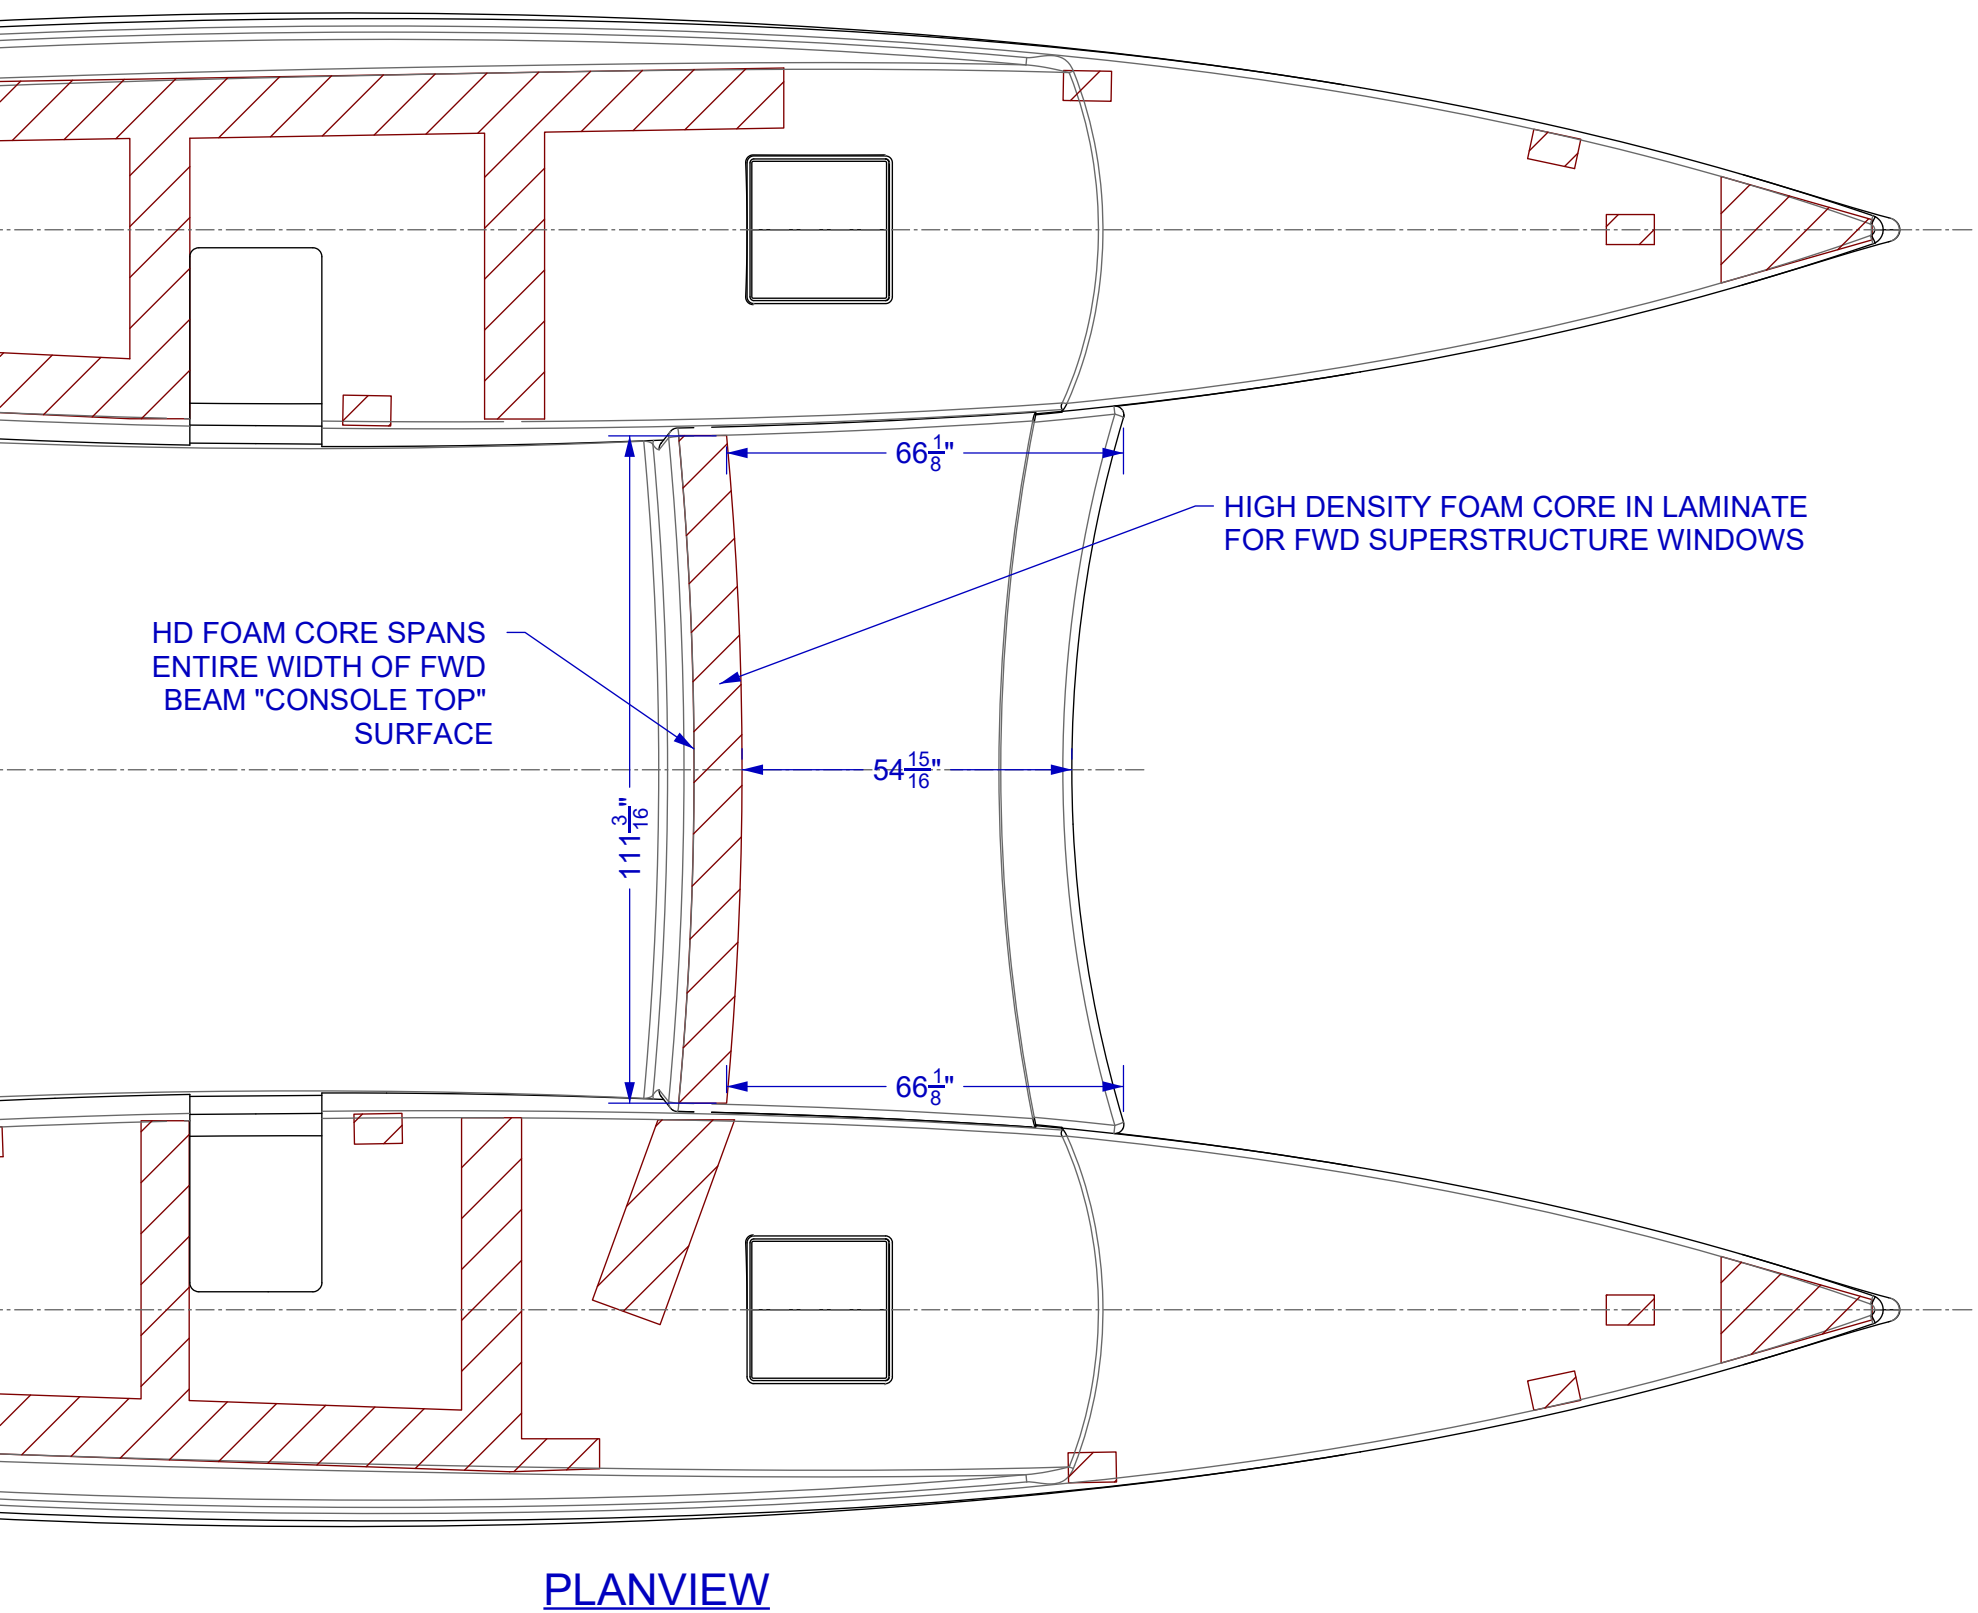 66 1/8"
HIGH DENSITY FOAM CORE IN LAMINATE
FOR FWD SUPERSTRUCTURE WINDOWS
HD FOAM CORE SPANS
ENTIRE WIDTH OF FWD
BEAM "CONSOLE TOP"
SURFACE
54 15/16"
111 3/16"
66 1/8"
PLANVIEW